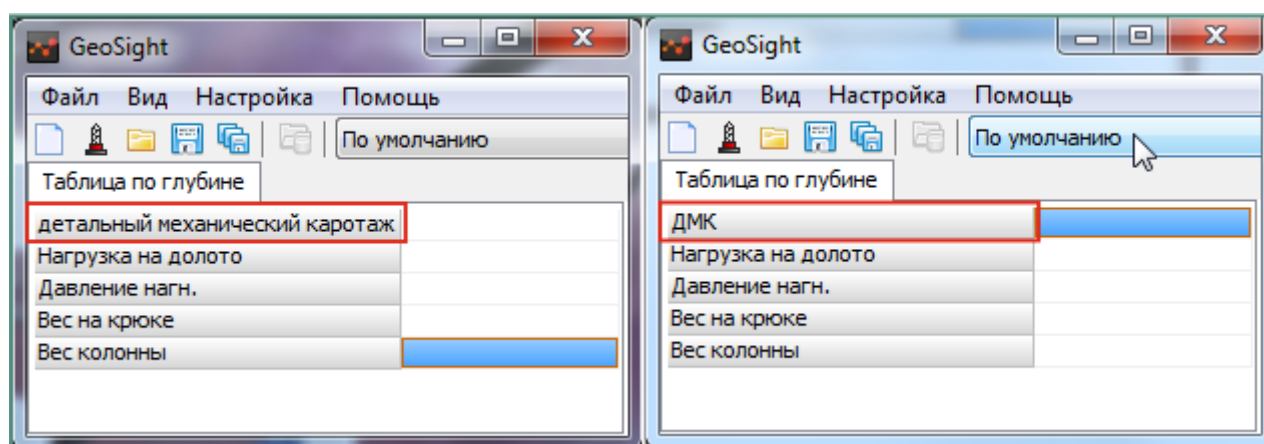 GeoSight
Файл Вид Настройка Помощь
По умолчанию
Таблица по глубине
детальный механический каротаж
Нагрузка на долото
Давление нагн.
Вес на крюке
Вес колонны
GeoSight
Файл Вид Настройка Помощь
По умолчанию
Таблица по глубине
ДМК
Нагрузка на долото
Давление нагн.
Вес на крюке
Вес колонны